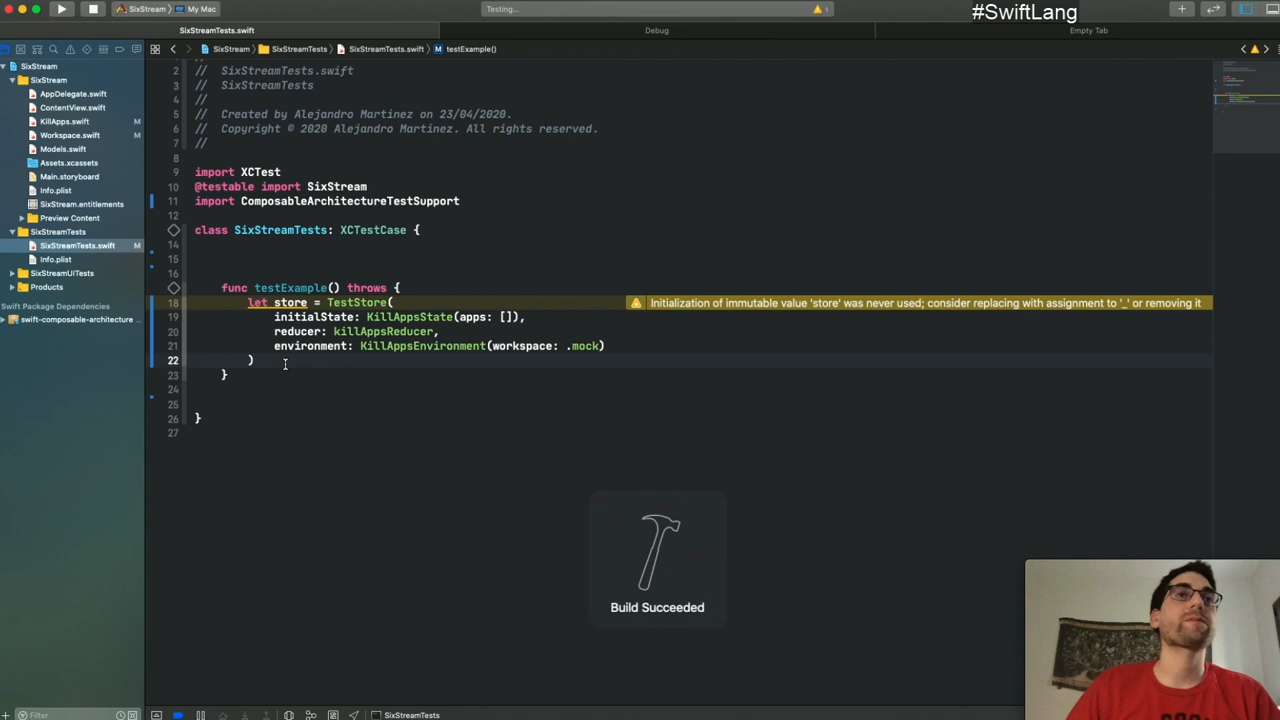 #SwiftLang
SixStream 〉 My Mac
Testing...
1
SixStreamTests.swift
Debug
Empty Tab
SixStream 〉 SixStreamTests 〉 SixStreamTests.swift 〉 M testExample()
SixStream
SixStream
AppDelegate.swift
ContentView.swift
KillApps.swift M
Workspace.swift M
Models.swift
Assets.xcassets
Main.storyboard
Info.plist
SixStream.entitlements
Preview Content
SixStreamTests
SixStreamTests.swift M
Info.plist
SixStreamUITests
Products
Swift Package Dependencies
swift-composable-architecture
2 // SixStreamTests.swift
3 // SixStreamTests
4 //
5 // Created by Alejandro Martinez on 23/04/2020.
6 // Copyright © 2020 Alejandro Martinez. All rights reserved.
7 //
8
9 import XCTest
10 @testable import SixStream
11 import ComposableArchitectureTestSupport
12
class SixStreamTests: XCTestCase {
14
15
16
func testExample() throws {
18 let store = TestStore( Initialization of immutable value 'store' was never used; consider replacing with assignment to '_' or removing it
19 initialState: KillAppsState(apps: []),
20 reducer: killAppsReducer,
21 environment: KillAppsEnvironment(workspace: .mock)
22 )
23 }
24
25
26 }
27
Build Succeeded
Filter
SixStreamTests